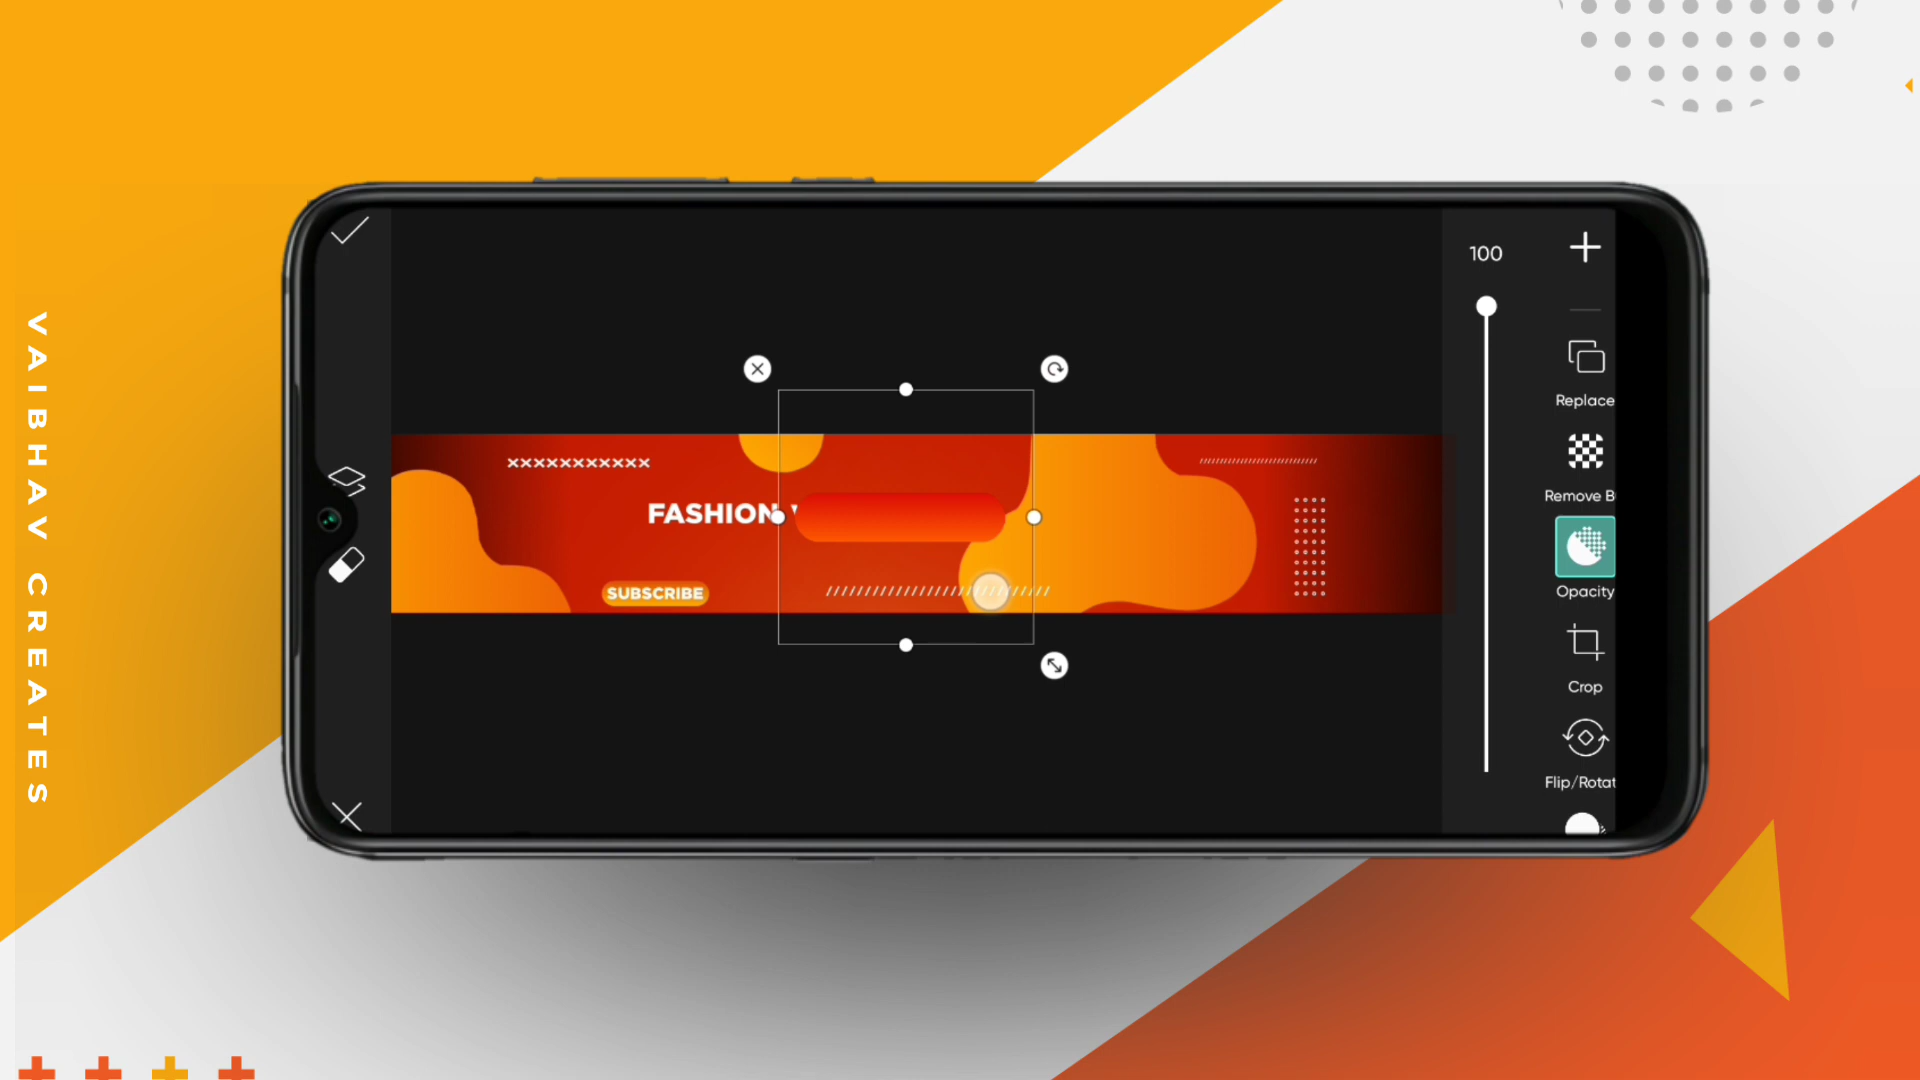 VAIBHAV CREATES
100
Replace
XXXXXXXXXXX
Remove B
FASHION
Opacity
SUBSCRIBE
Crop
Flip/Rotat